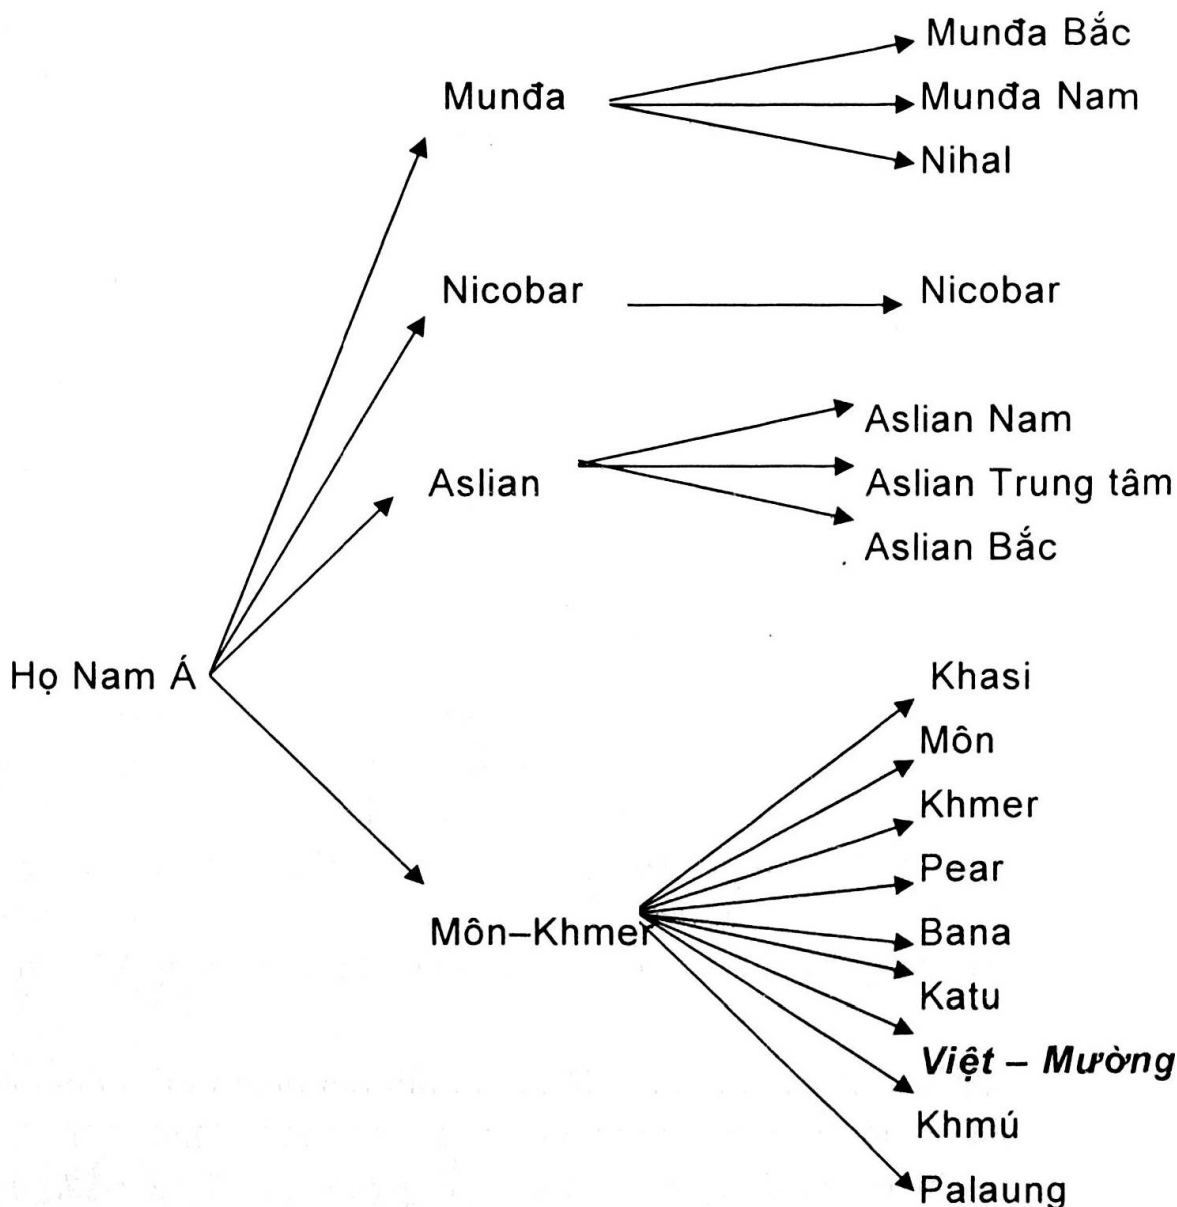 Munđa Bắc
Munđa
Munđa Nam
Nihal
Nicobar
Nicobar
Aslian Nam
Aslian
Aslian Trung tâm
Aslian Bắc
Họ Nam Á
Khasi
Môn
Khmer
Pear
Môn–Khmer
Bana
Katu
Việt – Mường
Khmú
Palaung